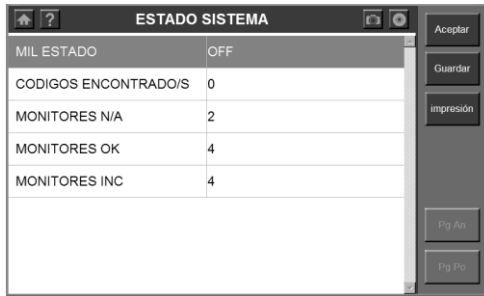 ? ESTADO SISTEMA
MIL ESTADO OFF
CODIGOS ENCONTRADO/S 0
MONITORES N/A 2
MONITORES OK 4
MONITORES INC 4
Aceptar
Guardar
impresión
Pg An
Pg Po